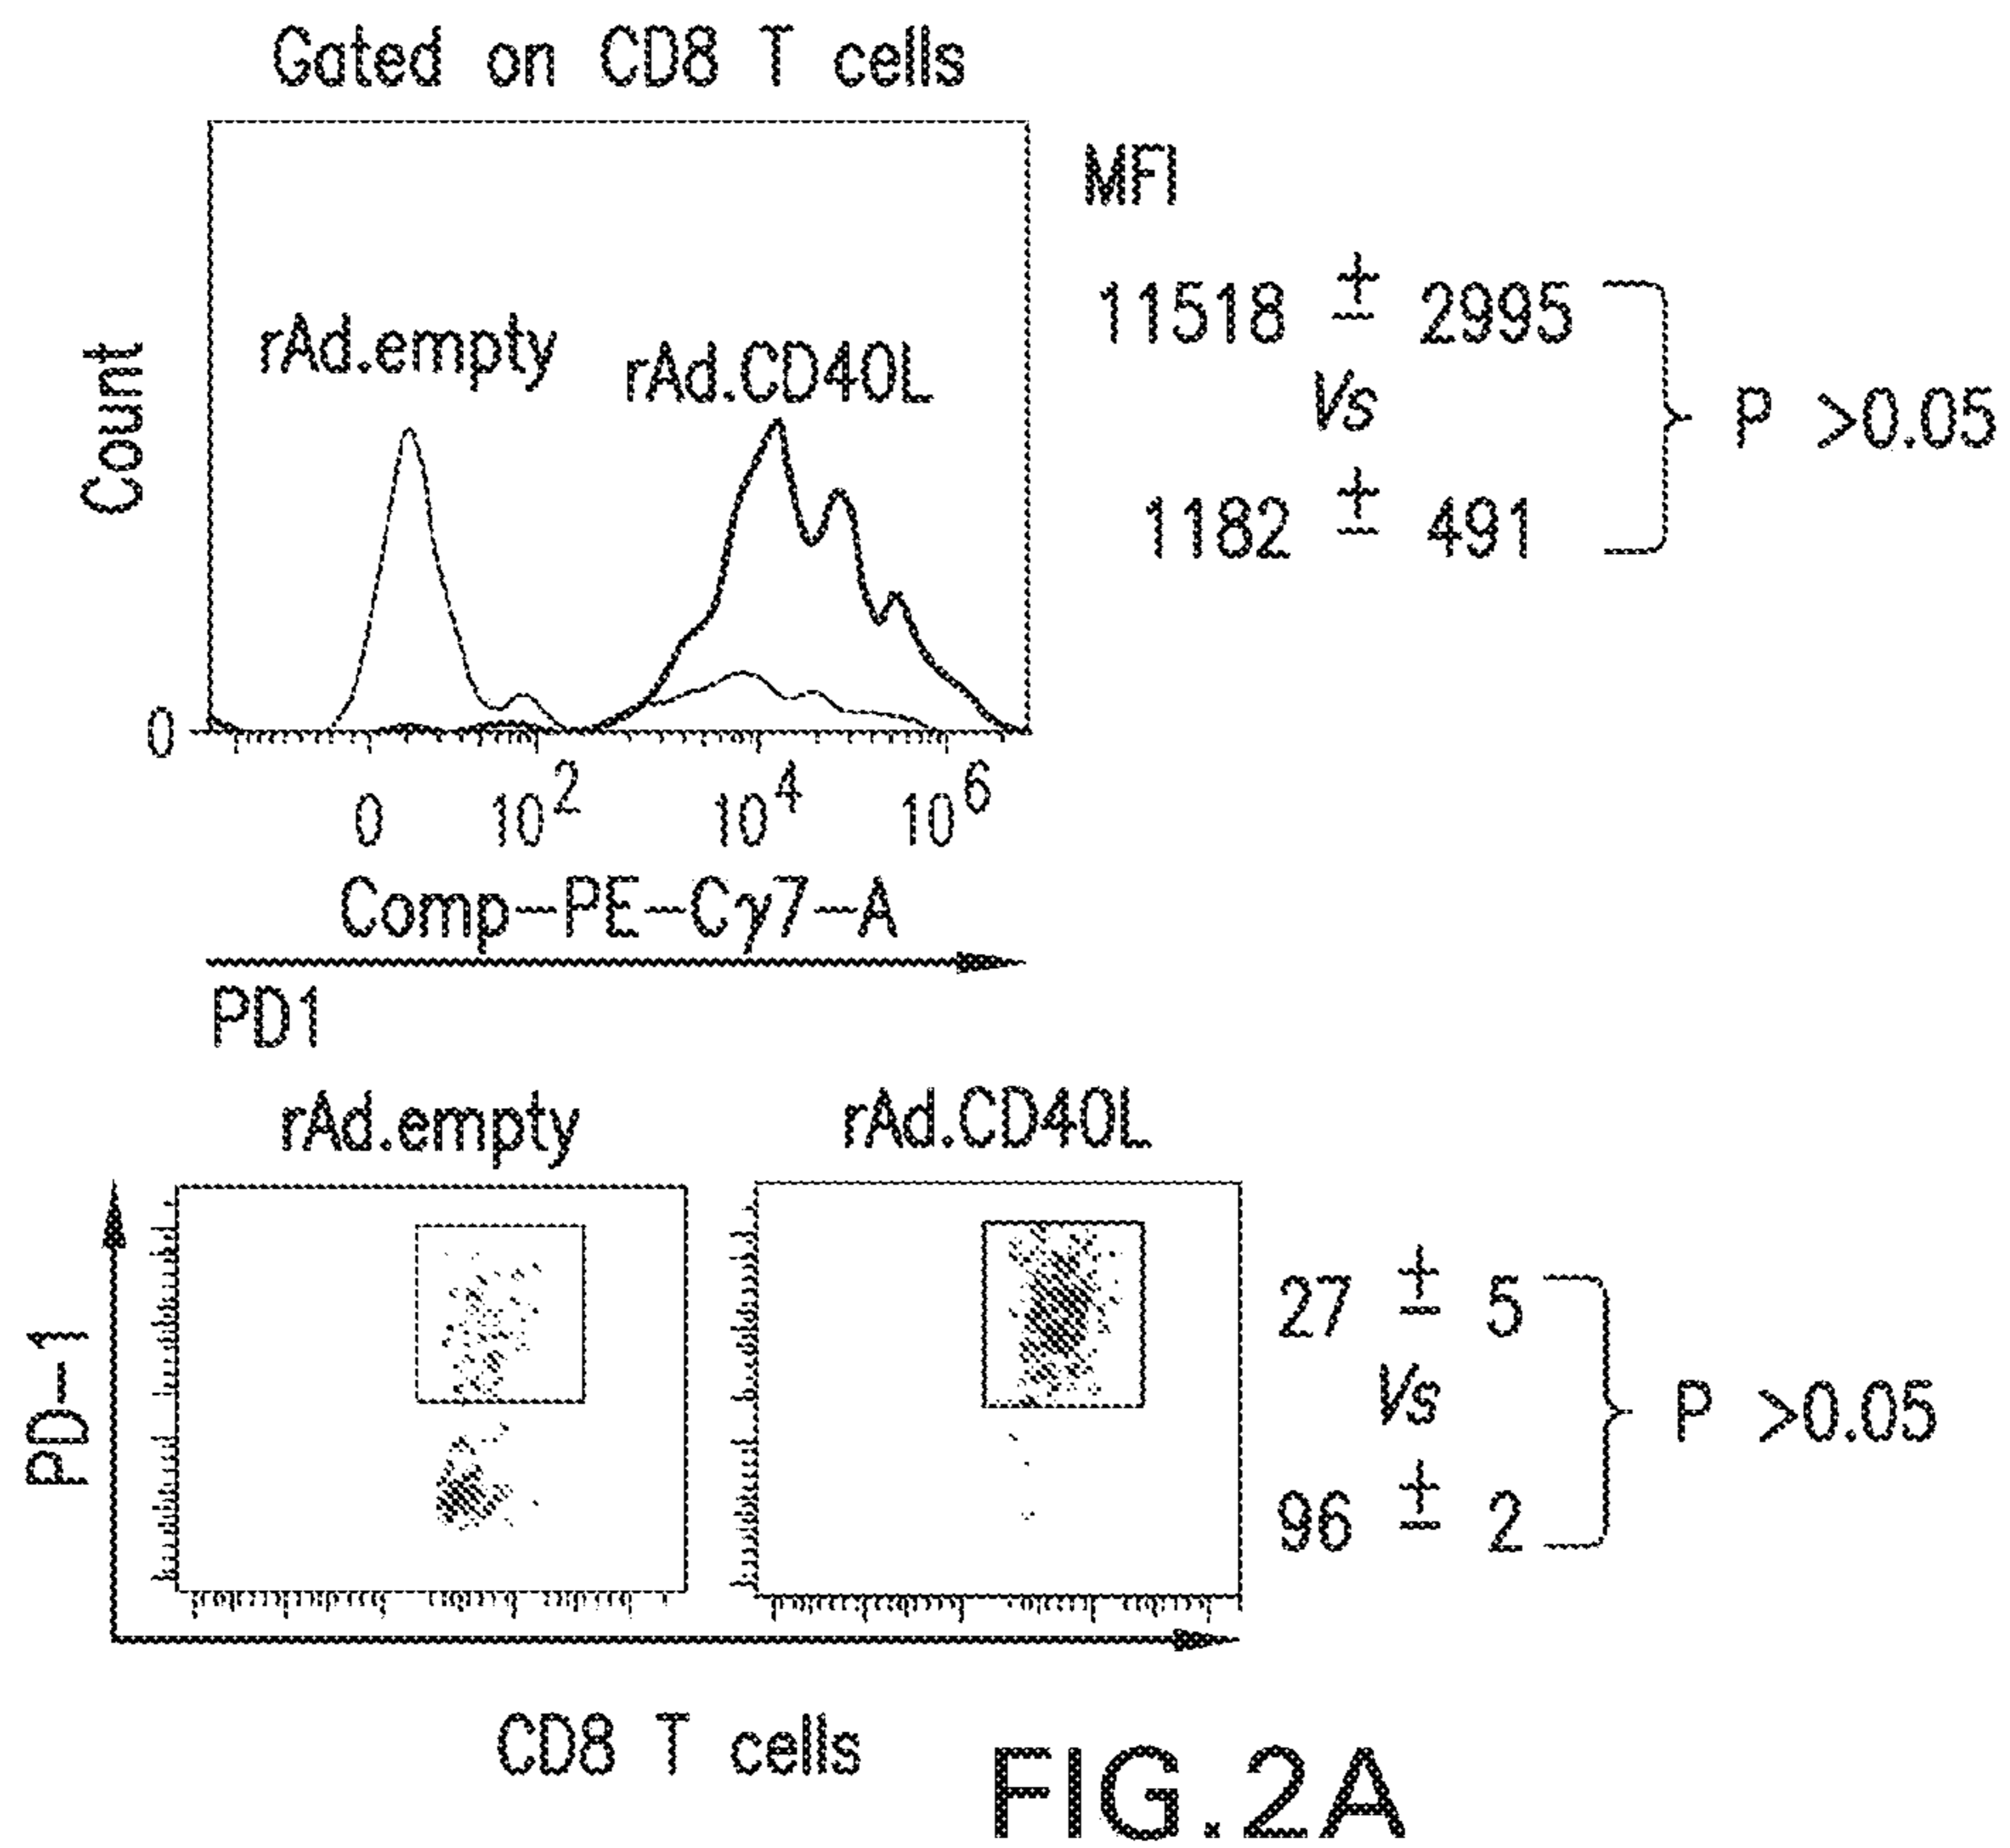 Gated on CD8 T cells
MFI
11518 ± 2995
Vs
1182 ± 491
P >0.05
rAd.empty
rAd.CD40L
Count
0
0 10^2 10^4 10^6
Comp-PE-Cγ7-A
PD1
rAd.empty
rAd.CD40L
PD-1
27 ± 5
Vs
96 ± 2
P >0.05
CD8 T cells
FIG.2A